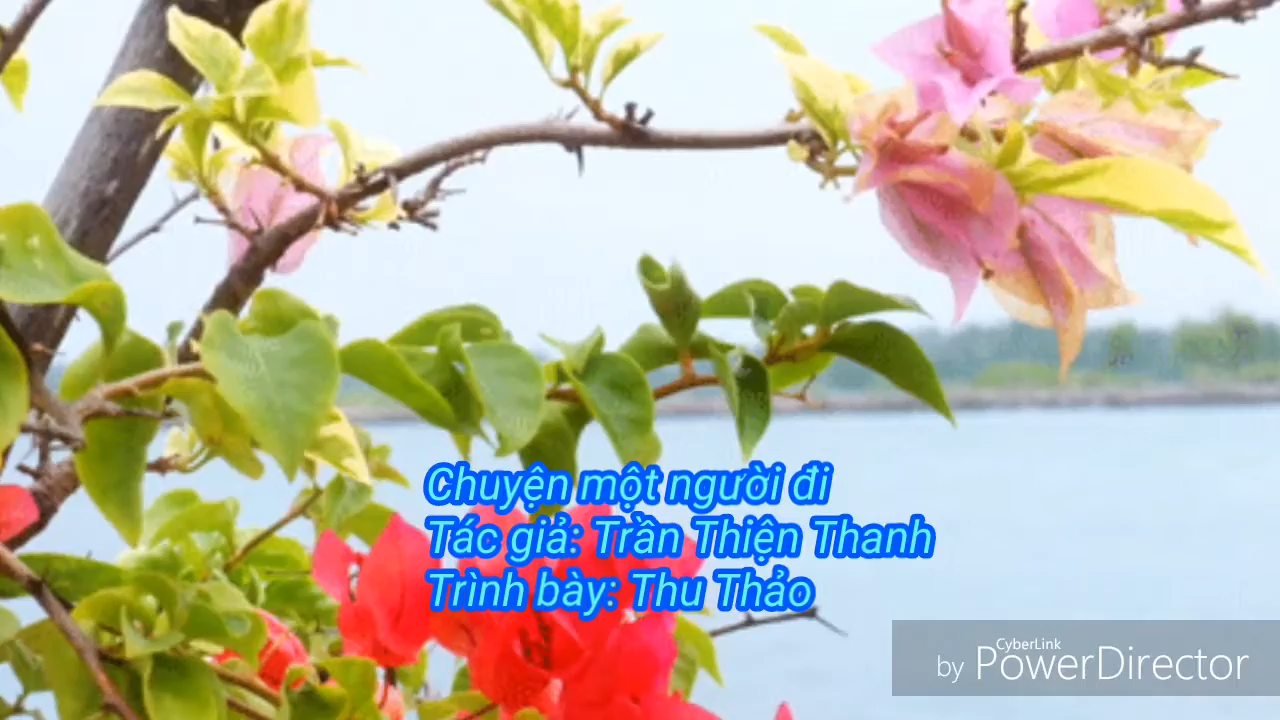 Chuyện một người đi
Tác giả: Trần Thiện Thanh
Trình bày: Thu Thảo
CyberLink
by PowerDirector